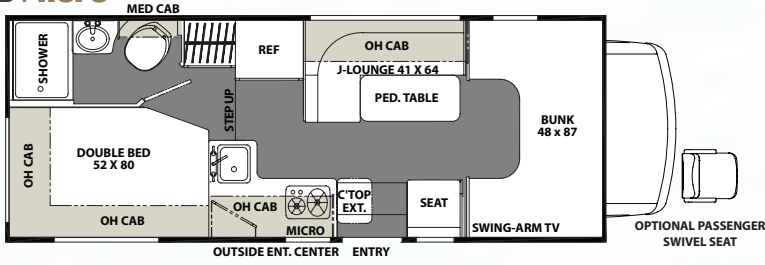 MED CAB
SHOWER
REF
OH CAB
J-LOUNGE 41 X 64
PED. TABLE
STEP UP
BUNK
48 x 87
OH CAB
DOUBLE BED
52 X 80
OH CAB
OH CAB
MICRO
C'TOP
EXT.
SEAT
SWING-ARM TV
OUTSIDE ENT. CENTER
ENTRY
OPTIONAL PASSENGER
SWIVEL SEAT